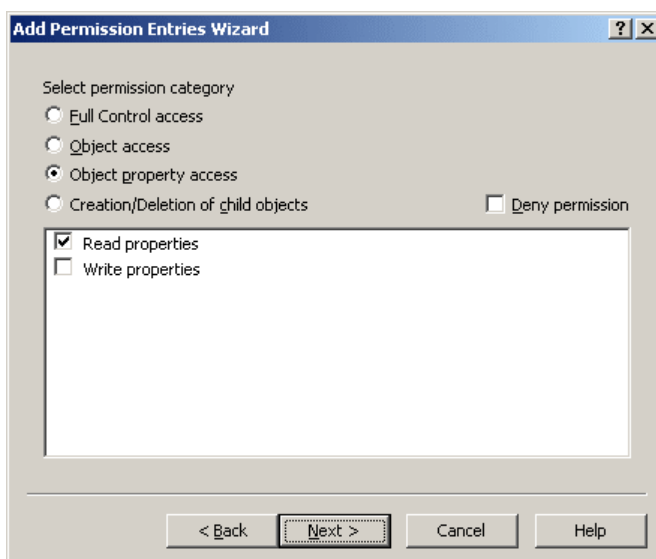 Add Permission Entries Wizard
Select permission category
Full Control access
Object access
Object property access
Creation/Deletion of child objects
Deny permission
Read properties
Write properties
< Back
Next >
Cancel
Help